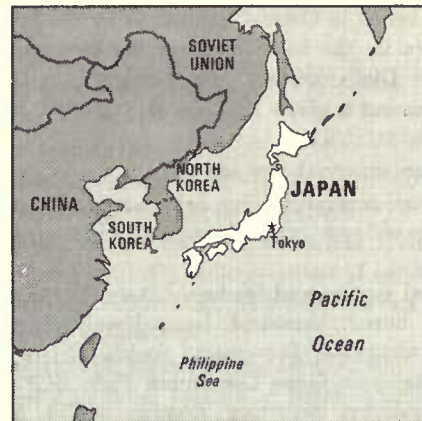 SOVIET
UNION
NORTH
KOREA
JAPAN
CHINA
SOUTH
KOREA
Tokyo
Pacific
Ocean
Philippine
Sea